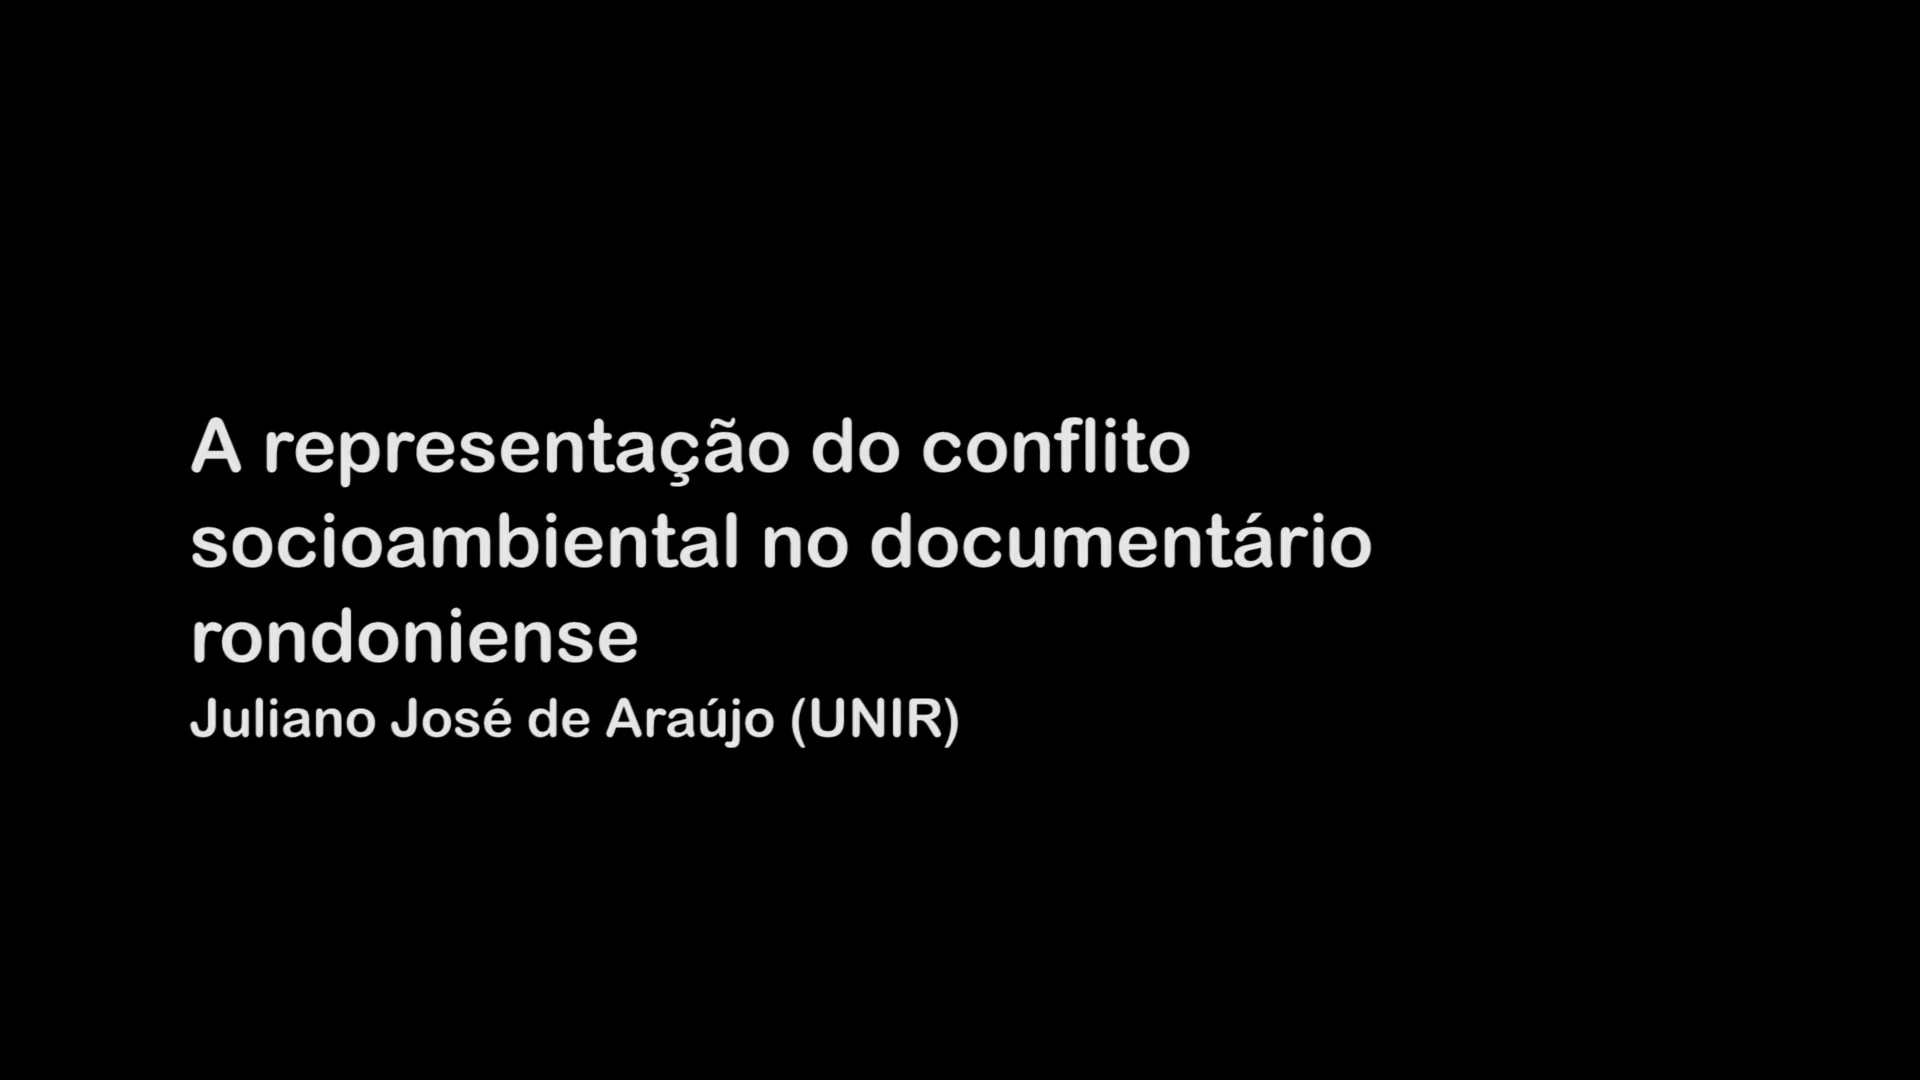 A representação do conflito
socioambiental no documentário
rondoniense
Juliano José de Araújo (UNIR)